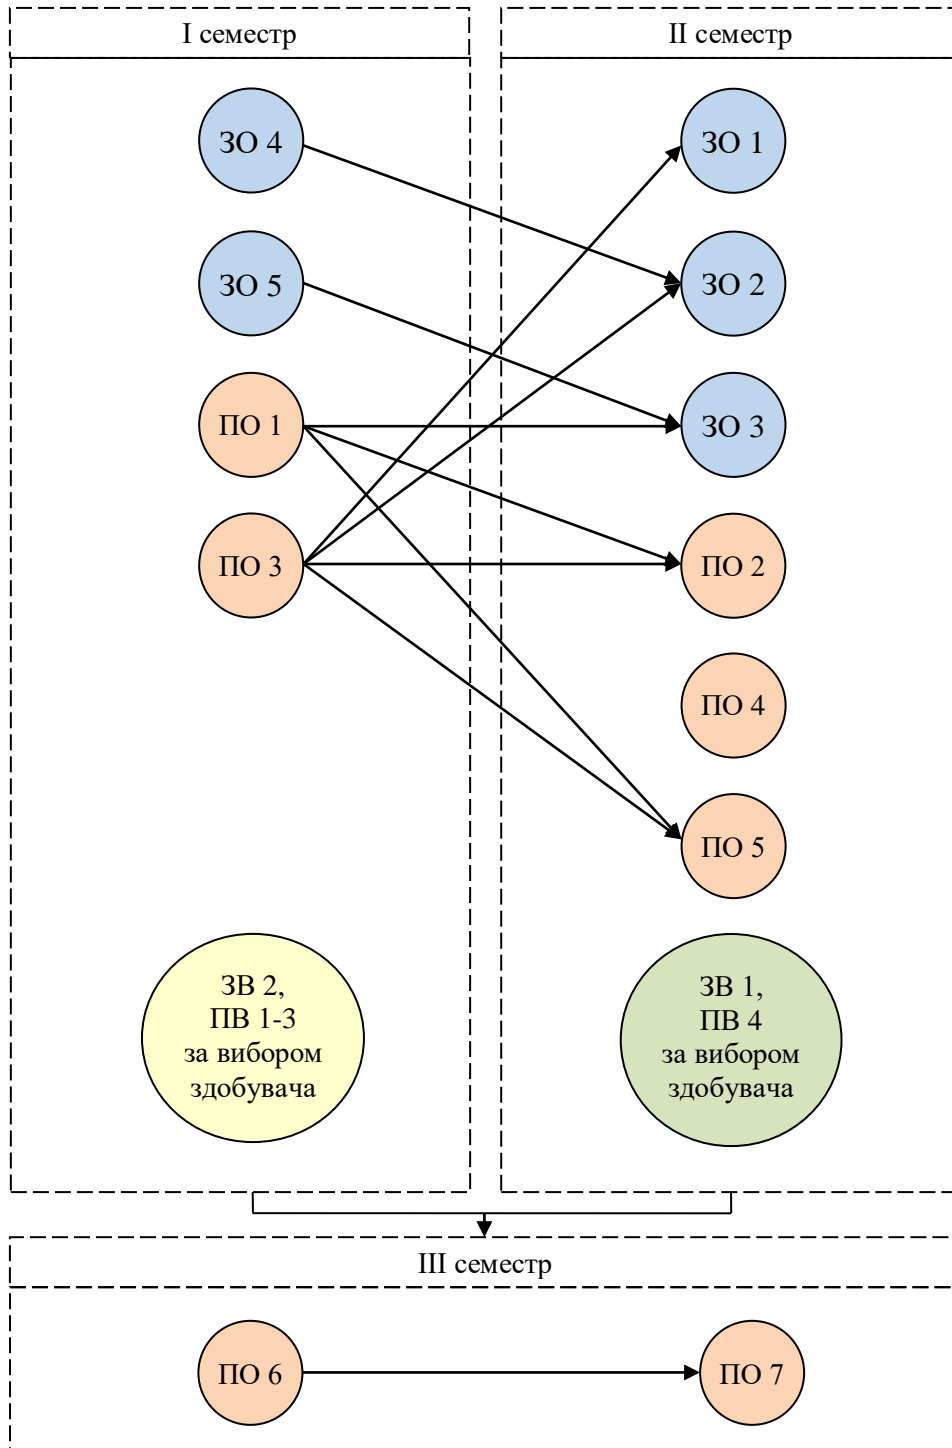 I семестр
II семестр
ЗО 4
ЗО 1
ЗО 5
ЗО 2
ПО 1
ЗО 3
ПО 3
ПО 2
ПО 4
ПО 5
ЗВ 2,
ПВ 1-3
за вибором
здобувача
ЗВ 1,
ПВ 4
за вибором
здобувача
III семестр
ПО 6
ПО 7